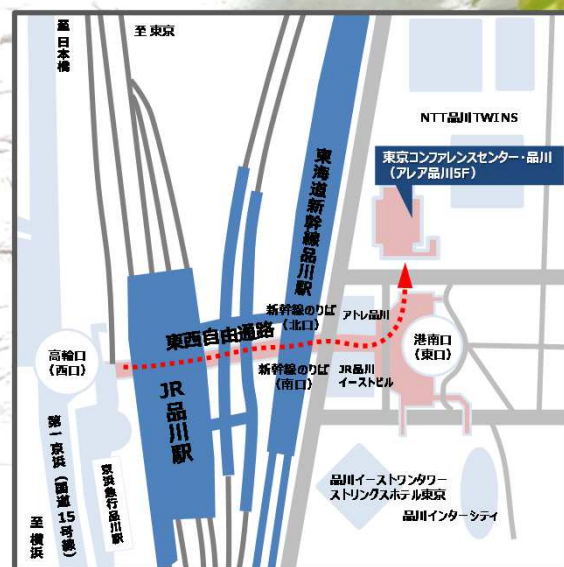 至 東京
至 日本橋
NTT品川TWINS
東京コンファレンスセンター・品川
(アレア品川5F)
東海道新幹線品川駅
新幹線のりば
(北口)
アトレ品川
東西自由通路
高輪口
(西口)
港南口
(東口)
新幹線のりば
(南口)
JR品川
イーストビル
JR品川駅
第一京浜(国道15号線)
京浜急行品川駅
至 横浜
品川イーストワンタワー
ストリングスホテル東京
品川インターシティ